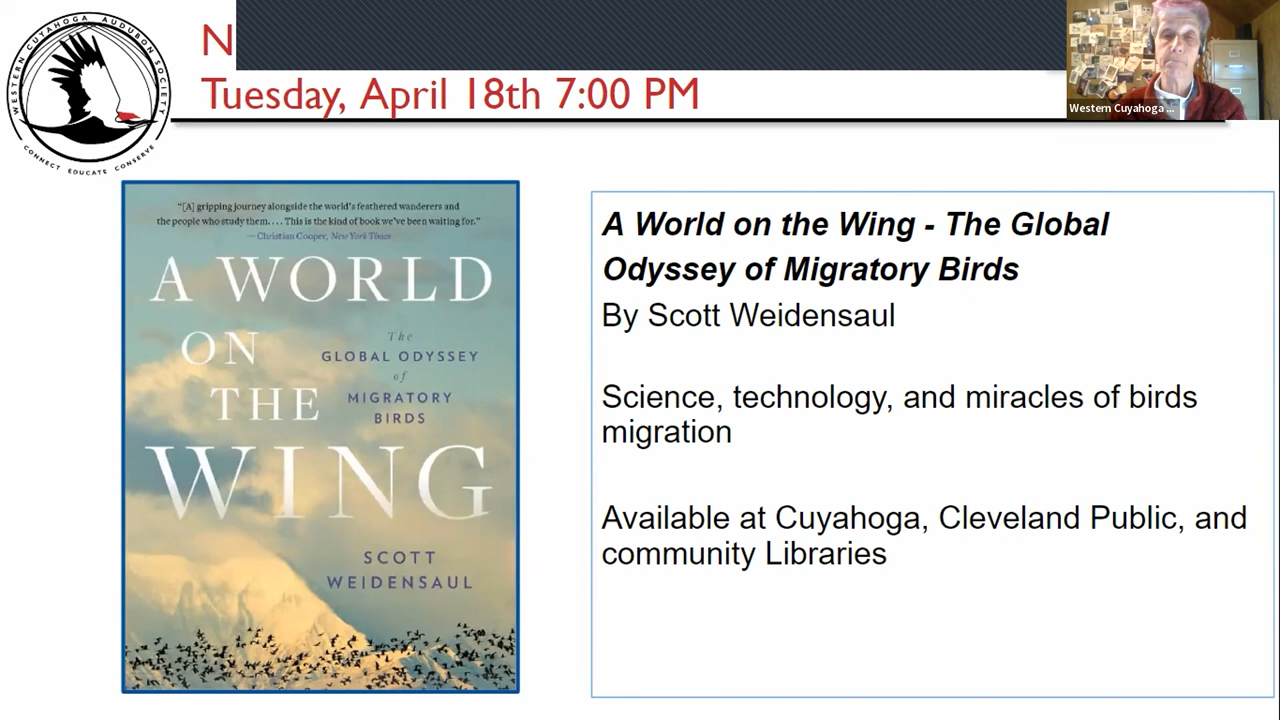 WESTERN CUYAHOGA AUDUBON SOCIETY
CONNECT EDUCATE CONSERVE
N
Tuesday, April 18th 7:00 PM
Western Cuyahoga ...
"[A] gripping journey alongside the world's feathered wanderers and
the people who study them. . . . This is the kind of book we've been waiting for."
—Christian Cooper, New York Times
A WORLD
ON
THE
WING
The
GLOBAL ODYSSEY
of
MIGRATORY
BIRDS
SCOTT
WEIDENSAUL
A World on the Wing - The Global
Odyssey of Migratory Birds
By Scott Weidensaul
Science, technology, and miracles of birds
migration
Available at Cuyahoga, Cleveland Public, and
community Libraries